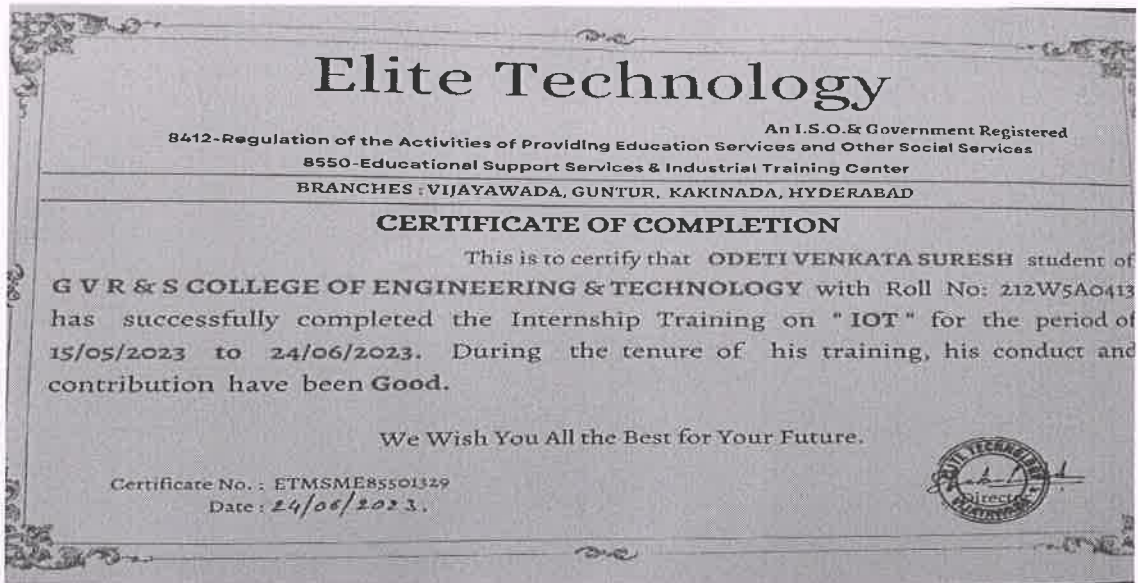 Elite Technology
An I.S.O.& Government Registered
8412-Regulation of the Activities of Providing Education Services and Other Social Services
8550-Educational Support Services & Industrial Training Center
BRANCHES : VIJAYAWADA, GUNTUR, KAKINADA, HYDERABAD
CERTIFICATE OF COMPLETION
This is to certify that ODETI VENKATA SURESH student of
G V R & S COLLEGE OF ENGINEERING & TECHNOLOGY with Roll No: 212W5A0413
has successfully completed the Internship Training on "IOT" for the period of
15/05/2023 to 24/06/2023. During the tenure of his training, his conduct and
contribution have been Good.
We Wish You All the Best for Your Future.
Certificate No. : ETMSME85501329
Date : 24/06/2023.
TECHNOLOGY
Director